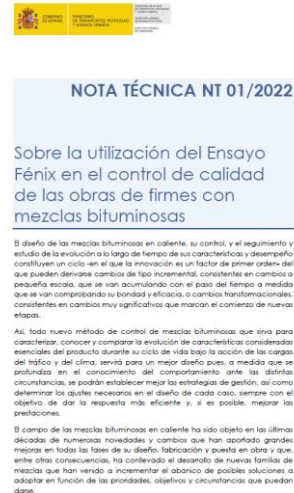 GOBIERNO
DE ESPAÑA
MINISTERIO
DE TRANSPORTES, MOVILIDAD
Y AGENDA URBANA
NOTA TÉCNICA NT 01/2022
Sobre la utilización del Ensayo
Fénix en el control de calidad
de las obras de firmes con
mezclas bituminosas
El diseño de las mezclas bituminosas en caliente, su control, y el seguimiento y
estudio de la evolución a lo largo de tiempo de sus características y desempeño
constituyen un ciclo -en el que la innovación es un factor de primer orden- del
que pueden derivarse cambios de tipo incremental, consistentes en cambios a
pequeña escala, que se van acumulando con el paso del tiempo a medida
que se van comprobando su bondad y eficacia, o cambios transformacionales,
consistentes en cambios muy significativos que marcan el comienzo de nuevas
etapas.
Así, todo nuevo método de control de mezclas bituminosas que sirva para
caracterizar, conocer y comparar la evolución de características consideradas
esenciales del producto durante su ciclo de vida bajo la acción de las cargas
del tráfico y del clima, servirá para un mejor diseño pues, a medida que se
profundiza en el conocimiento del comportamiento ante las distintas
circunstancias, se podrán establecer mejor las estrategias de gestión, así como
determinar los ajustes necesarios en el diseño de cada caso, siempre con el
objetivo de dar la respuesta más eficiente y, si es posible, mejorar las
prestaciones.
El campo de las mezclas bituminosas en caliente ha sido objeto en las últimas
décadas de numerosas novedades y cambios que han aportado grandes
mejoras en todas las fases de su diseño, fabricación y puesta en obra y que,
entre otras consecuencias, ha conllevado el desarrollo de nuevas familias de
mezclas que han venido a incrementar el abanico de posibles soluciones a
adoptar en función de las prioridades, objetivos y circunstancias que puedan
darse.